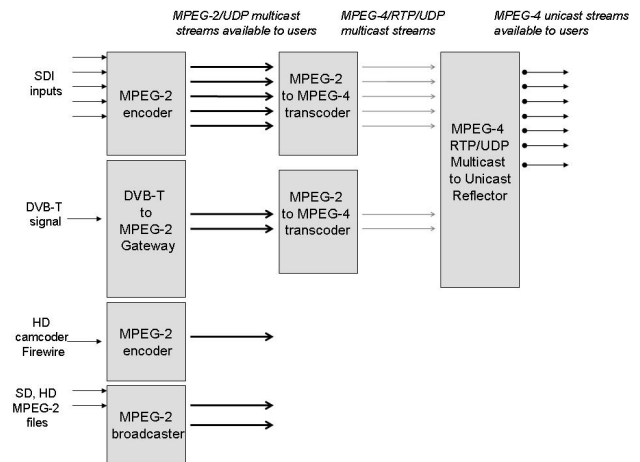 MPEG-2/UDP multicast
streams available to users
MPEG-4/RTP/UDP
multicast streams
MPEG-4 unicast streams
available to users
SDI
inputs
MPEG-2
encoder
MPEG-2
to MPEG-4
transcoder
MPEG-4
RTP/UDP
Multicast
to Unicast
Reflector
DVB-T
signal
DVB-T
to
MPEG-2
Gateway
MPEG-2
to MPEG-4
transcoder
HD
camcoder
Firewire
MPEG-2
encoder
SD, HD
MPEG-2
files
MPEG-2
broadcaster